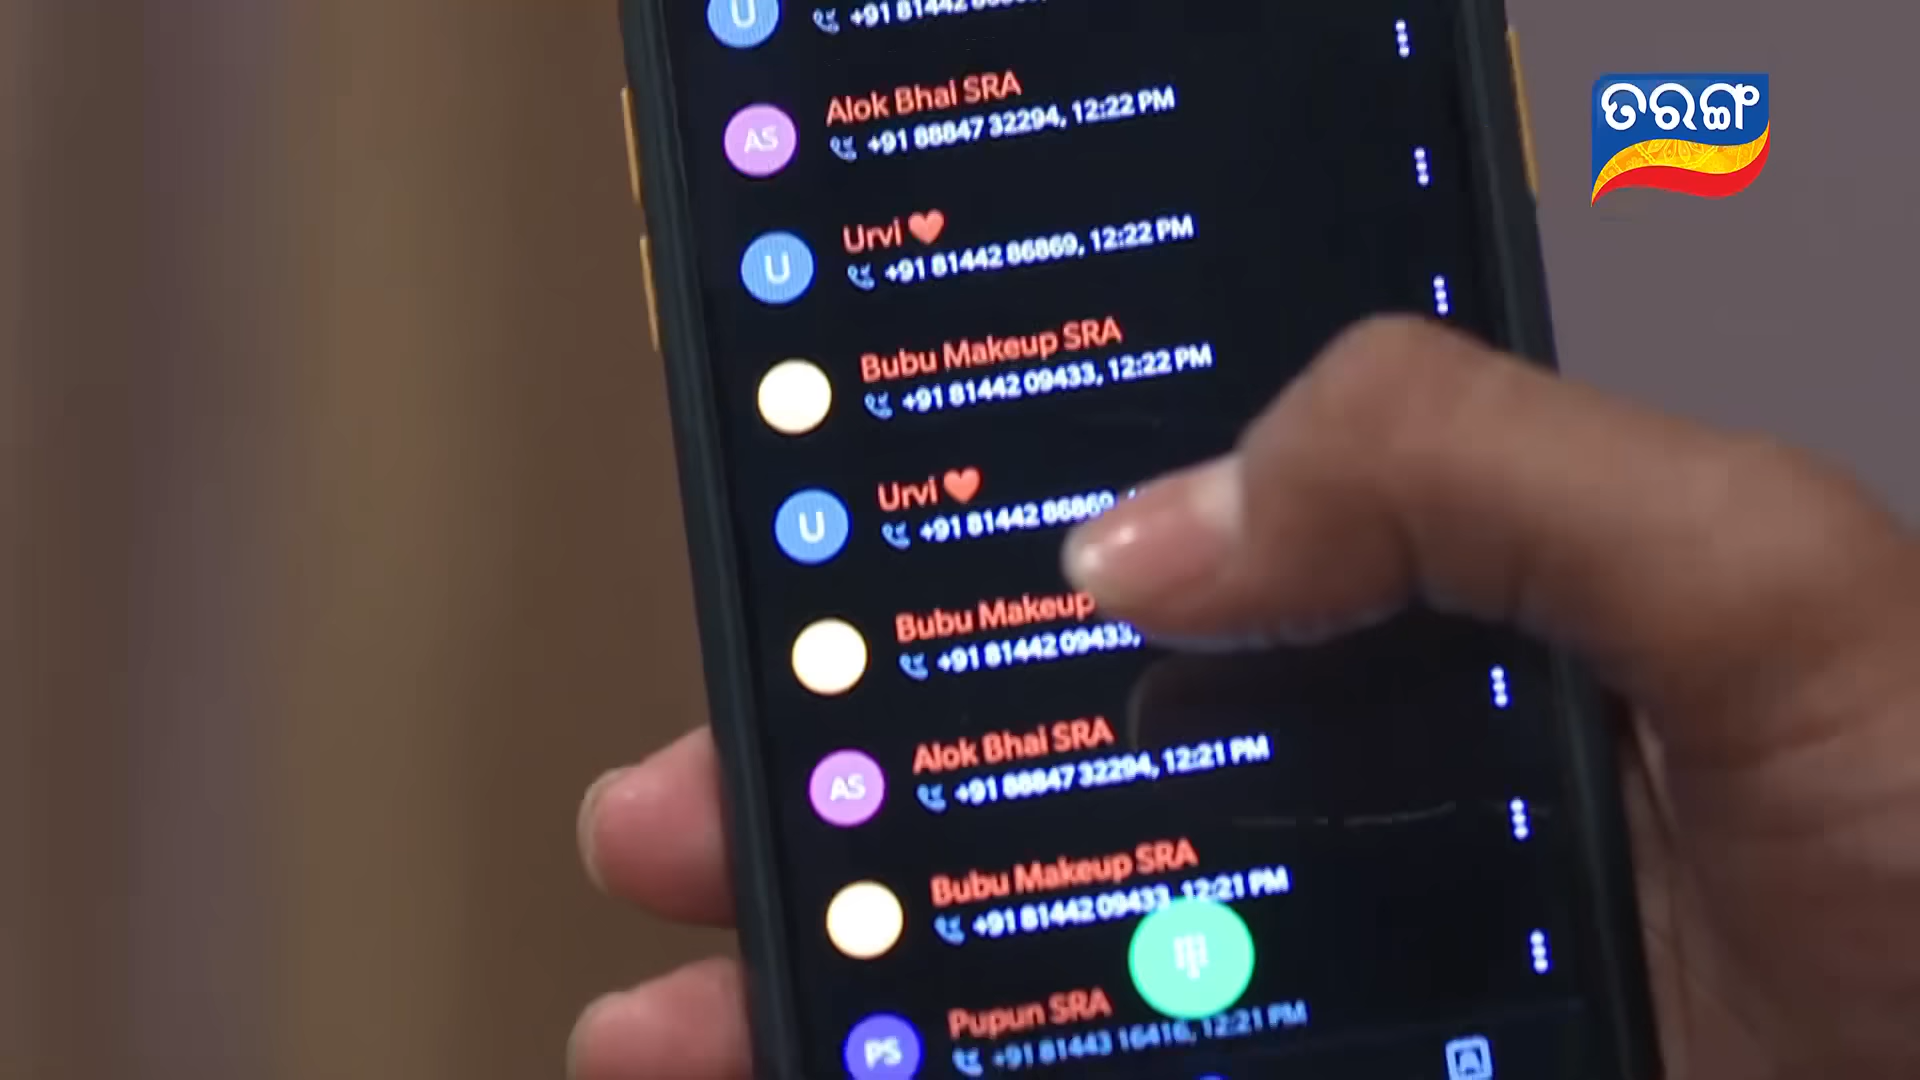 U
ତରଙ୍ଗ
AS
Alok Bhai SRA
+91 88847 32294, 12:22 PM
U
Urvi ❤
+91 81442 86869, 12:22 PM
Bubu Makeup SRA
+91 81442 09433, 12:22 PM
U
Urvi ❤
+91 81442 86869,
Bubu Makeup
+91 81442 09433,
AS
Alok Bhai SRA
+91 88847 32294, 12:21 PM
Bubu Makeup SRA
+91 81442 09433, 12:21 PM
PS
Pupun SRA
+91 81443 16416, 12:21 PM